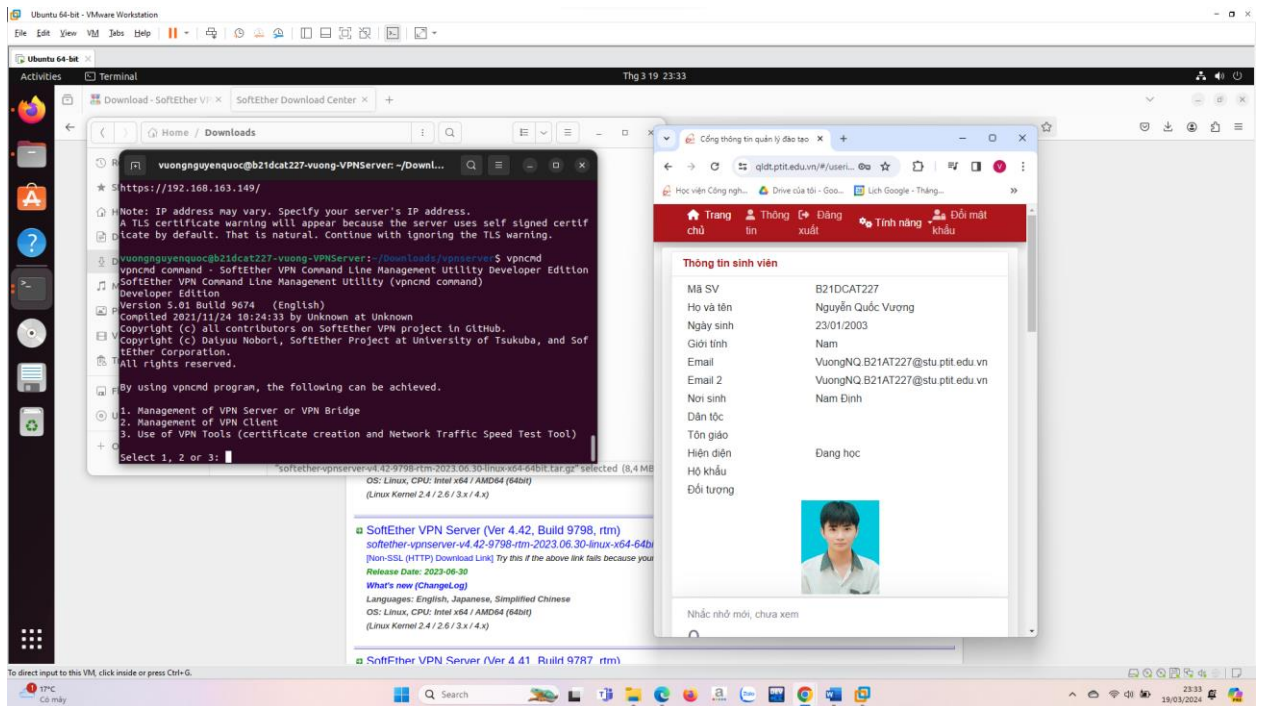 Ubuntu 64-bit - VMware Workstation
File Edit View VM Tabs Help
Ubuntu 64-bit
Activities Terminal Thg 3 19 23:33
Download - SoftEther VP SoftEther Download Center
Home / Downloads
vuongnguyenquoc@b21dcat227-vuong-VPNServer: ~/Downl...
https://192.168.163.149/
Note: IP address may vary. Specify your server's IP address.
A TLS certificate warning will appear because the server uses self signed certif
icate by default. That is natural. Continue with ignoring the TLS warning.
vuongnguyenquoc@b21dcat227-vuong-VPNServer:~/Downloads/vpnserver$ vpncmd
vpncmd command - SoftEther VPN Command Line Management Utility Developer Edition
SoftEther VPN Command Line Management Utility (vpncmd command)
Developer Edition
Version 5.01 Build 9674 (English)
Compiled 2021/11/24 10:24:33 by Unknown at Unknown
Copyright (c) all contributors on SoftEther VPN project in GitHub.
Copyright (c) Daiyuu Nobori, SoftEther Project at University of Tsukuba, and Sof
tEther Corporation.
All rights reserved.
By using vpncmd program, the following can be achieved.
1. Management of VPN Server or VPN Bridge
2. Management of VPN Client
3. Use of VPN Tools (certificate creation and Network Traffic Speed Test Tool)
Select 1, 2 or 3:
"softether-vpnserver-v4.42-9798-rtm-2023.06.30-linux-x64-64bit.tar.gz" selected (8,4 MB
OS: Linux, CPU: Intel x64 / AMD64 (64bit)
(Linux Kernel 2.4 / 2.6 / 3.x / 4.x)
SoftEther VPN Server (Ver 4.42, Build 9798, rtm)
softether-vpnserver-v4.42-9798-rtm-2023.06.30-linux-x64-64bi
[Non-SSL (HTTP) Download Link] Try this if the above link fails because your
Release Date: 2023-06-30
What's new (ChangeLog)
Languages: English, Japanese, Simplified Chinese
OS: Linux, CPU: Intel x64 / AMD64 (64bit)
(Linux Kernel 2.4 / 2.6 / 3.x / 4.x)
SoftEther VPN Server (Ver 4.41, Build 9787, rtm)
Cổng thông tin quản lý đào tạo
qldt.ptit.edu.vn/#/useri...
Học viện Công ngh... Drive của tôi - Goo... Lịch Google - Tháng...
Trang chủ
Thông tin
Đăng xuất
Tính năng
Đổi mật khẩu
Thông tin sinh viên
Mã SV B21DCAT227
Họ và tên Nguyễn Quốc Vượng
Ngày sinh 23/01/2003
Giới tính Nam
Email VuongNQ.B21AT227@stu.ptit.edu.vn
Email 2 VuongNQ.B21AT227@stu.ptit.edu.vn
Nơi sinh Nam Định
Dân tộc
Tôn giáo
Hiện diện Đang học
Hộ khẩu
Đối tượng
Nhắc nhở mới, chưa xem
To direct input to this VM, click inside or press Ctrl+G.
17°C
Có mây
Search
23:33
19/03/2024